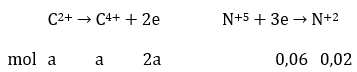 C²⁺ → C⁴⁺ + 2e N⁺⁵ + 3e → N⁺²
mol a a 2a 0,06 0,02